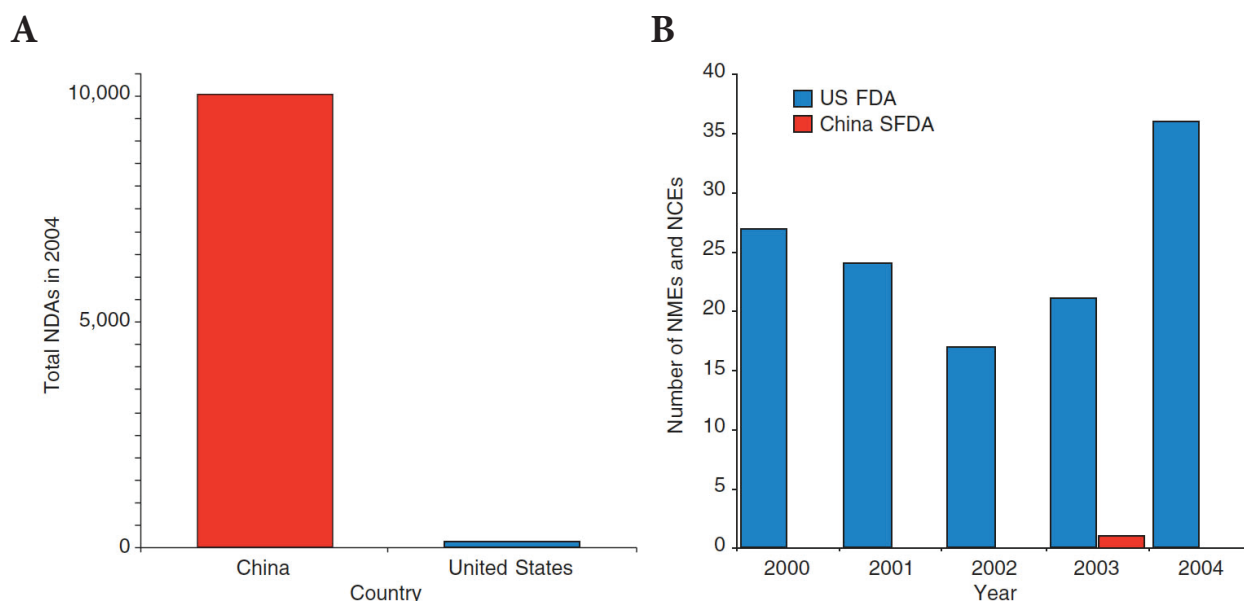 A
Total NDAs in 2004
10,000
5,000
0
China
United States
Country
B
Number of NMEs and NCEs
40
35
30
25
20
15
10
5
0
US FDA
China SFDA
2000
2001
2002
2003
2004
Year